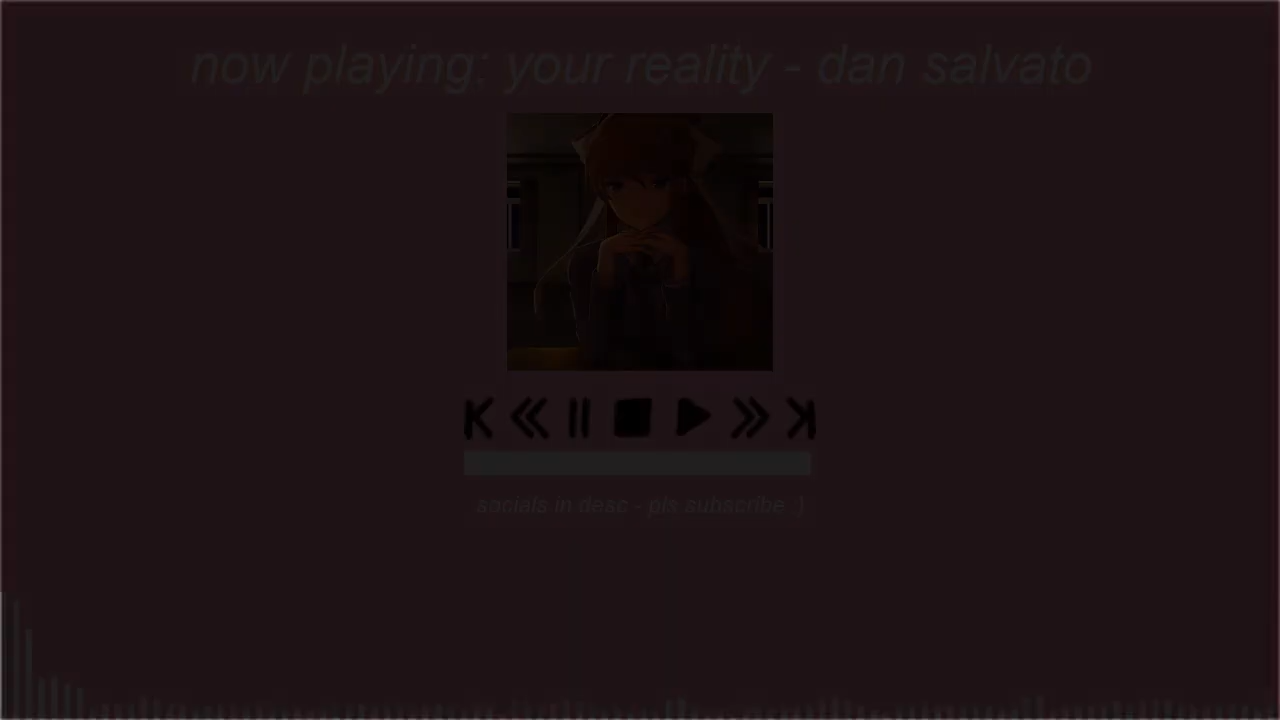 now playing: your reality - dan salvato
socials in desc - pls subscribe :)